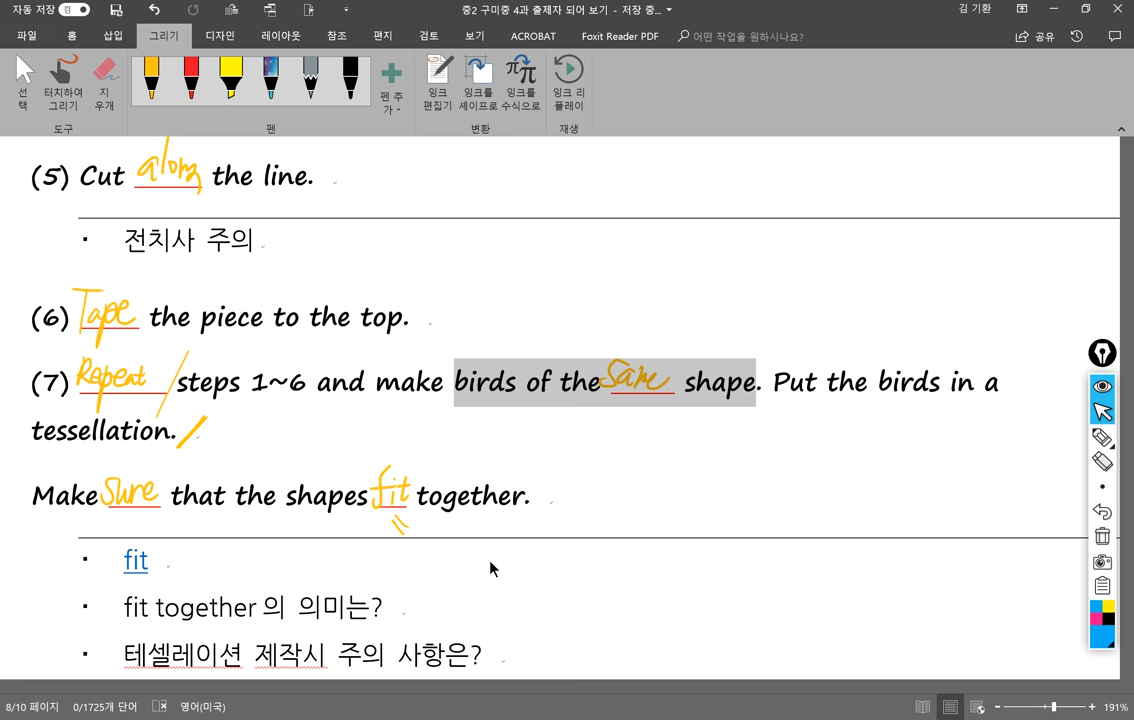 자동 저장 컴 중2 구미중 4과 출제자 되어 보기 - 저장 중... 김 기환
파일 홈 삽입 그리기 디자인 레이아웃 참조 편지 검토 보기 ACROBAT Foxit Reader PDF 어떤 작업을 원하시나요? 공유
선택 터치하여 그리기 지우개 펜 추가 잉크 편집기 잉크를 셰이프로 잉크를 수식으로 잉크 리플레이
도구 펜 변환 재생
(5) Cut along the line.
· 전치사 주의
(6) Tape the piece to the top.
(7) Repeat steps 1~6 and make birds of the same shape. Put the birds in a
tessellation.
Make sure that the shapes fit together.
· fit
· fit together 의 의미는?
· 테셀레이션 제작시 주의 사항은?
8/10 페이지 0/1725개 단어 영어(미국) 191%